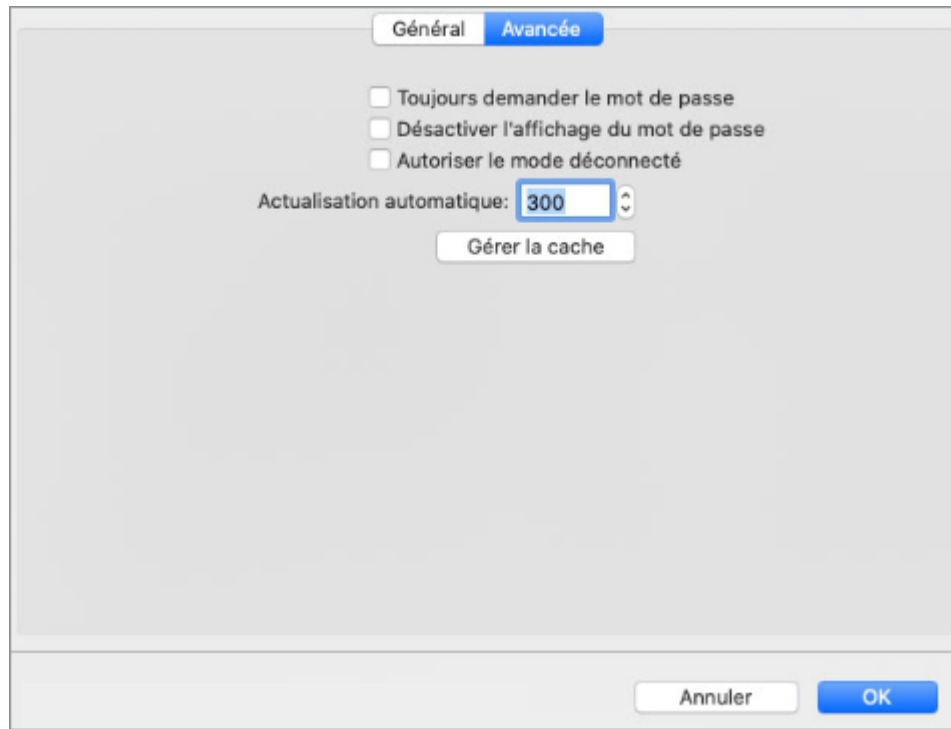 Général Avancée
Toujours demander le mot de passe
Désactiver l'affichage du mot de passe
Autoriser le mode déconnecté
Actualisation automatique: 300
Gérer la cache
Annuler OK